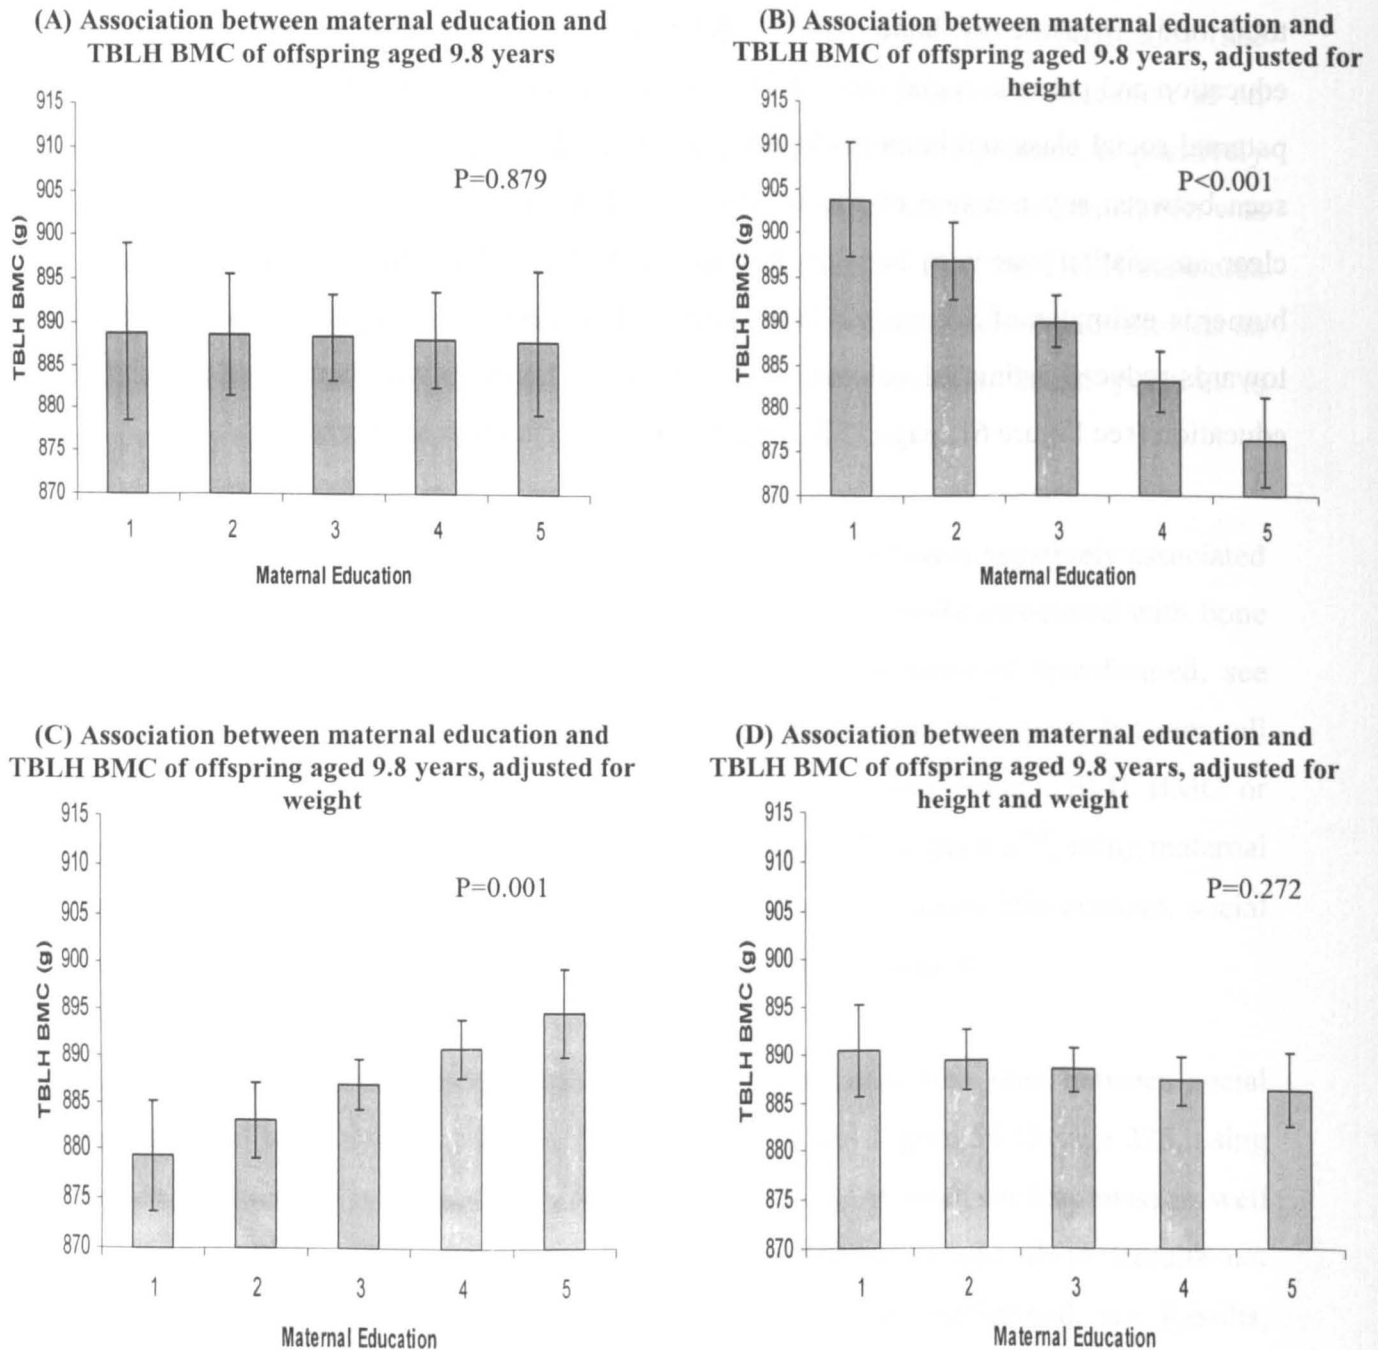 (A) Association between maternal education and
TBLH BMC of offspring aged 9.8 years
915
910
905
900
895
890
885
880
875
870
TBLH BMC (g)
P=0.879
1 2 3 4 5
Maternal Education
(B) Association between maternal education and
TBLH BMC of offspring aged 9.8 years, adjusted for
height
915
910
905
900
895
890
885
880
875
870
TBLH BMC (g)
P<0.001
1 2 3 4 5
Maternal Education
(C) Association between maternal education and
TBLH BMC of offspring aged 9.8 years, adjusted for
weight
915
910
905
900
895
890
885
880
875
870
TBLH BMC (g)
P=0.001
1 2 3 4 5
Maternal Education
(D) Association between maternal education and
TBLH BMC of offspring aged 9.8 years, adjusted for
height and weight
915
910
905
900
895
890
885
880
875
870
TBLH BMC (g)
P=0.272
1 2 3 4 5
Maternal Education